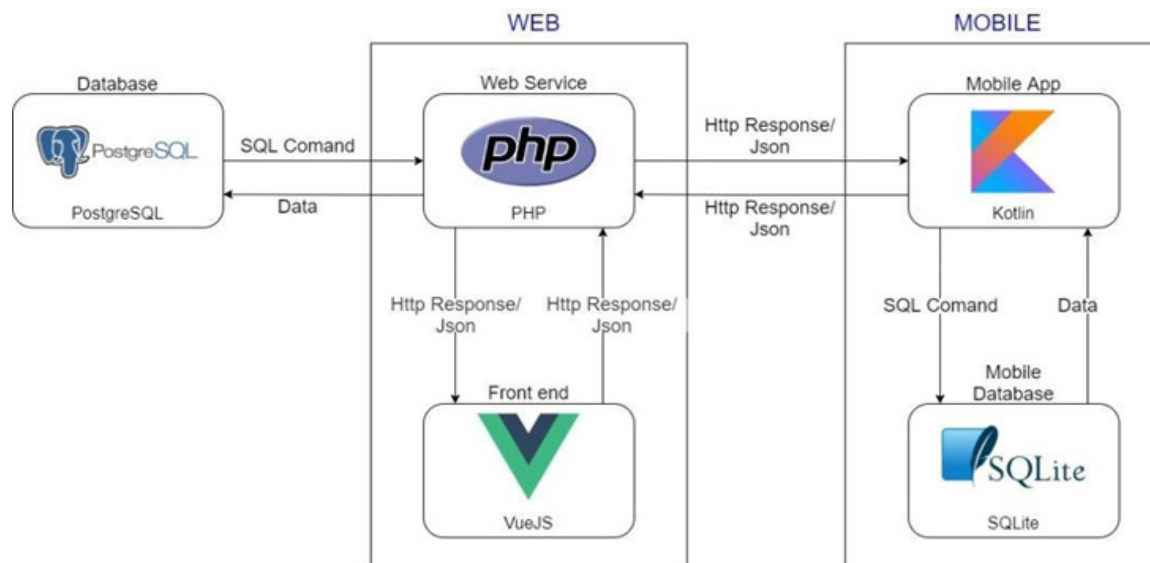 WEB
MOBILE
Database
Web Service
Mobile App
PostgreSQL
SQL Comand
php
Http Response/
Json
Data
Http Response/
Json
PostgreSQL
PHP
Kotlin
Http Response/
Json
Http Response/
Json
SQL Comand
Data
Front end
Mobile
Database
SQLite
VueJS
SQLite